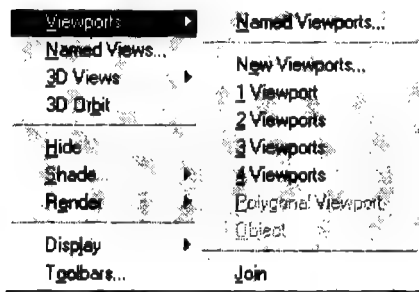 Viewports
Named Views...
3D Views
3D Orbit
Hide
Shade
Render
Display
Toolbars...
Named Viewports...
New Viewports...
1 Viewport
2 Viewports
3 Viewports
4 Viewports
Polygonal Viewport
Object
Join